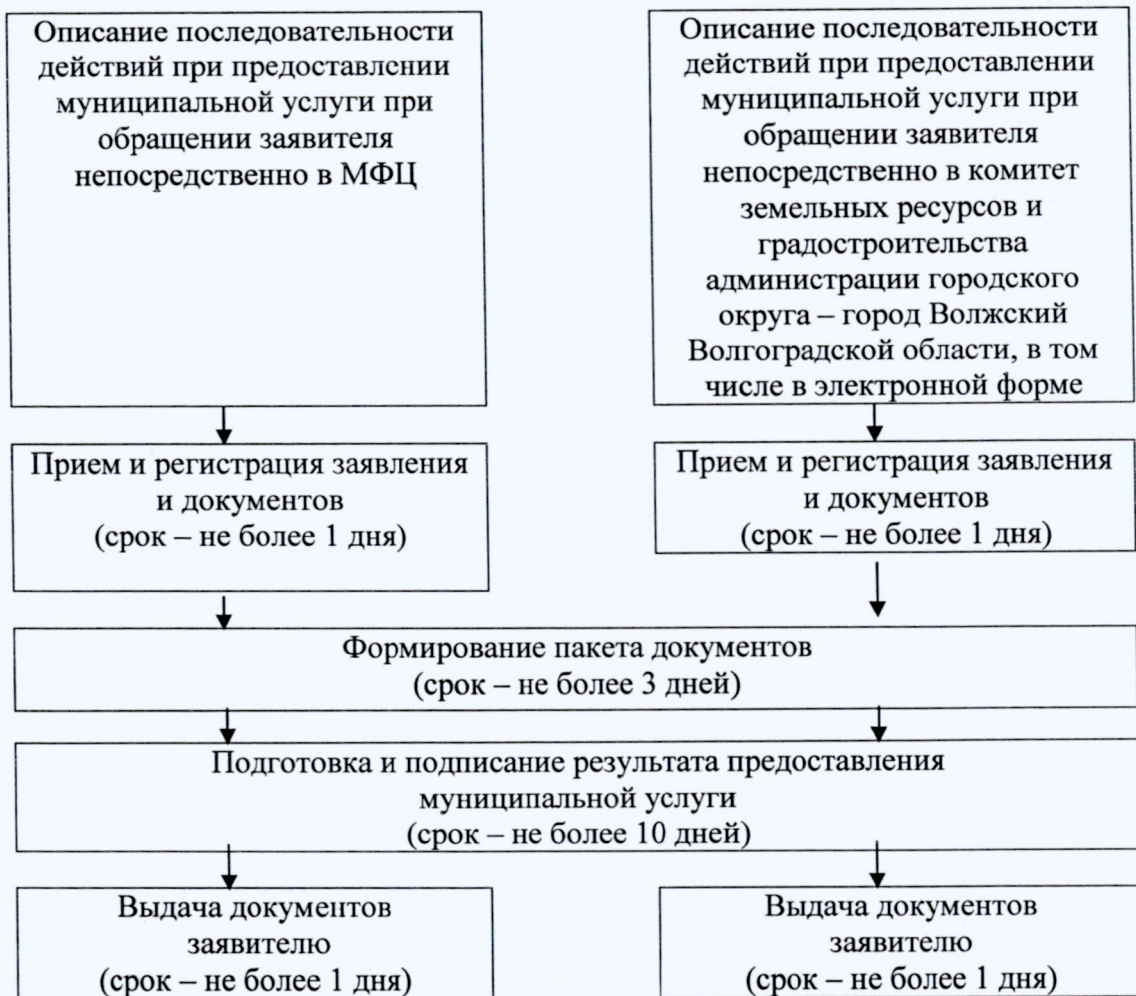 Описание последовательности
действий при предоставлении
муниципальной услуги при
обращении заявителя
непосредственно в МФЦ
Описание последовательности
действий при предоставлении
муниципальной услуги при
обращении заявителя
непосредственно в комитет
земельных ресурсов и
градостроительства
администрации городского
округа – город Волжский
Волгоградской области, в том
числе в электронной форме
Прием и регистрация заявления
и документов
(срок – не более 1 дня)
Прием и регистрация заявления
и документов
(срок – не более 1 дня)
Формирование пакета документов
(срок – не более 3 дней)
Подготовка и подписание результата предоставления
муниципальной услуги
(срок – не более 10 дней)
Выдача документов
заявителю
(срок – не более 1 дня)
Выдача документов
заявителю
(срок – не более 1 дня)